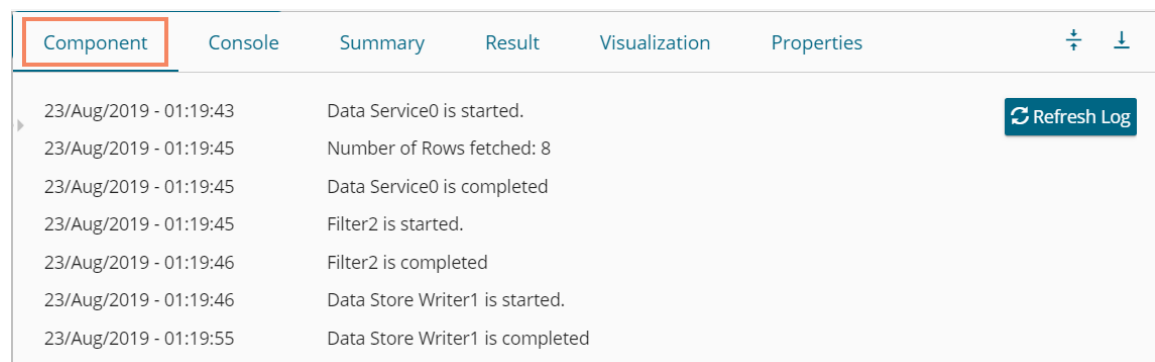 Component Console Summary Result Visualization Properties
23/Aug/2019 - 01:19:43 Data Service0 is started.
Refresh Log
23/Aug/2019 - 01:19:45 Number of Rows fetched: 8
23/Aug/2019 - 01:19:45 Data Service0 is completed
23/Aug/2019 - 01:19:45 Filter2 is started.
23/Aug/2019 - 01:19:46 Filter2 is completed
23/Aug/2019 - 01:19:46 Data Store Writer1 is started.
23/Aug/2019 - 01:19:55 Data Store Writer1 is completed